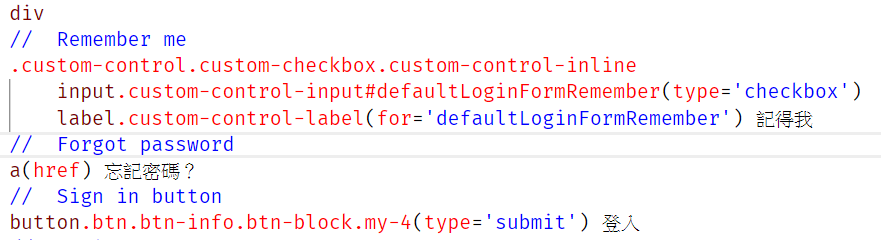 div
//  Remember me
.custom-control.custom-checkbox.custom-control-inline
    input.custom-control-input#defaultLoginFormRemember(type='checkbox')
    label.custom-control-label(for='defaultLoginFormRemember') 記得我
//  Forgot password
a(href) 忘記密碼？
//  Sign in button
button.btn.btn-info.btn-block.my-4(type='submit') 登入